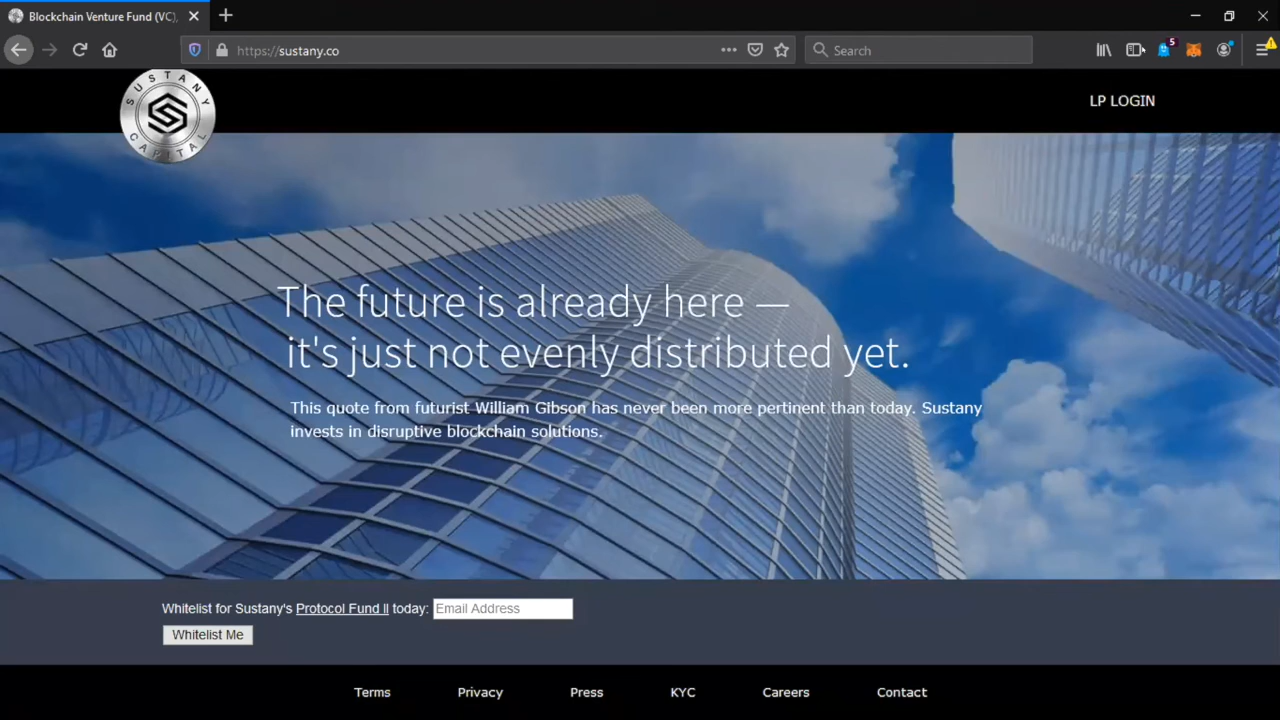 Blockchain Venture Fund (VC),
https://sustany.co
Search
5
SUSTANY
CAPITAL
LP LOGIN
The future is already here —
it's just not evenly distributed yet.
This quote from futurist William Gibson has never been more pertinent than today. Sustany
invests in disruptive blockchain solutions.
Whitelist for Sustany's Protocol Fund II today: Email Address
Whitelist Me
Terms Privacy Press KYC Careers Contact